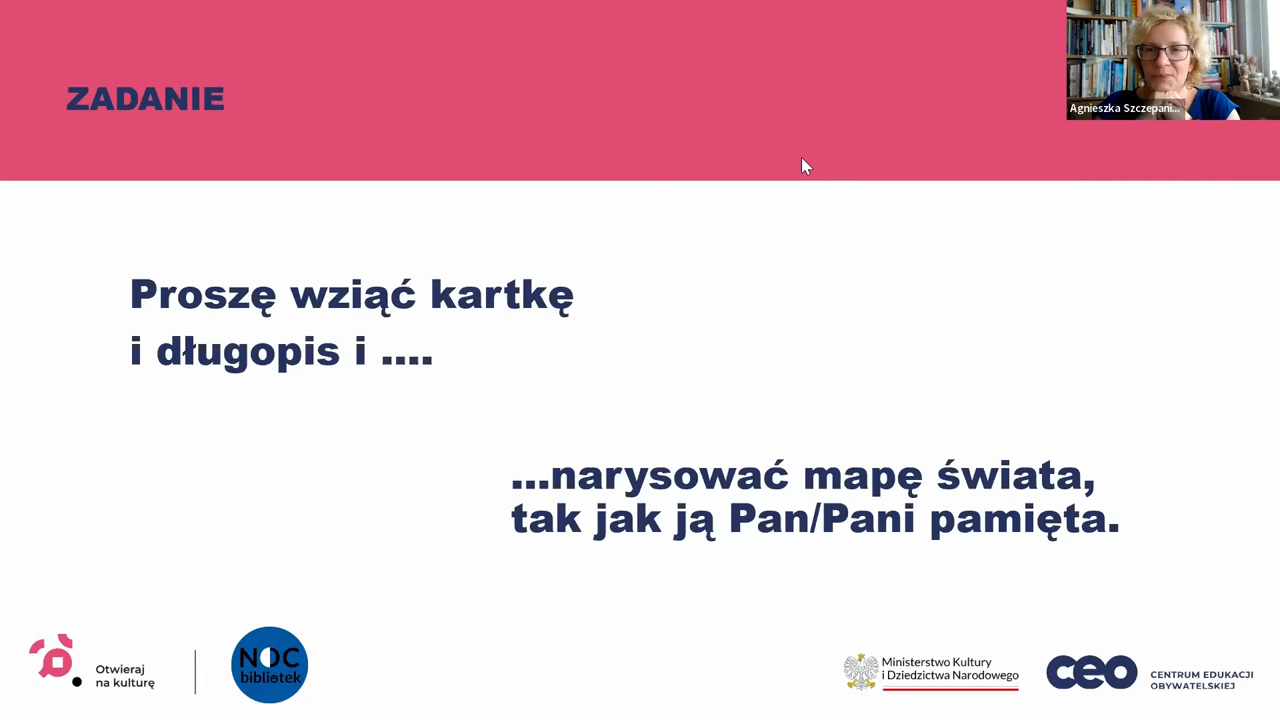 ZADANIE
Agnieszka Szczepani...
Proszę wziąć kartkę
i długopis i ....
...narysować mapę świata,
tak jak ją Pan/Pani pamięta.
Otwieraj
na kulturę
NOC
bibliotek
Ministerstwo Kultury
i Dziedzictwa Narodowego
ceo
CENTRUM EDUKACJI
OBYWATELSKIEJ